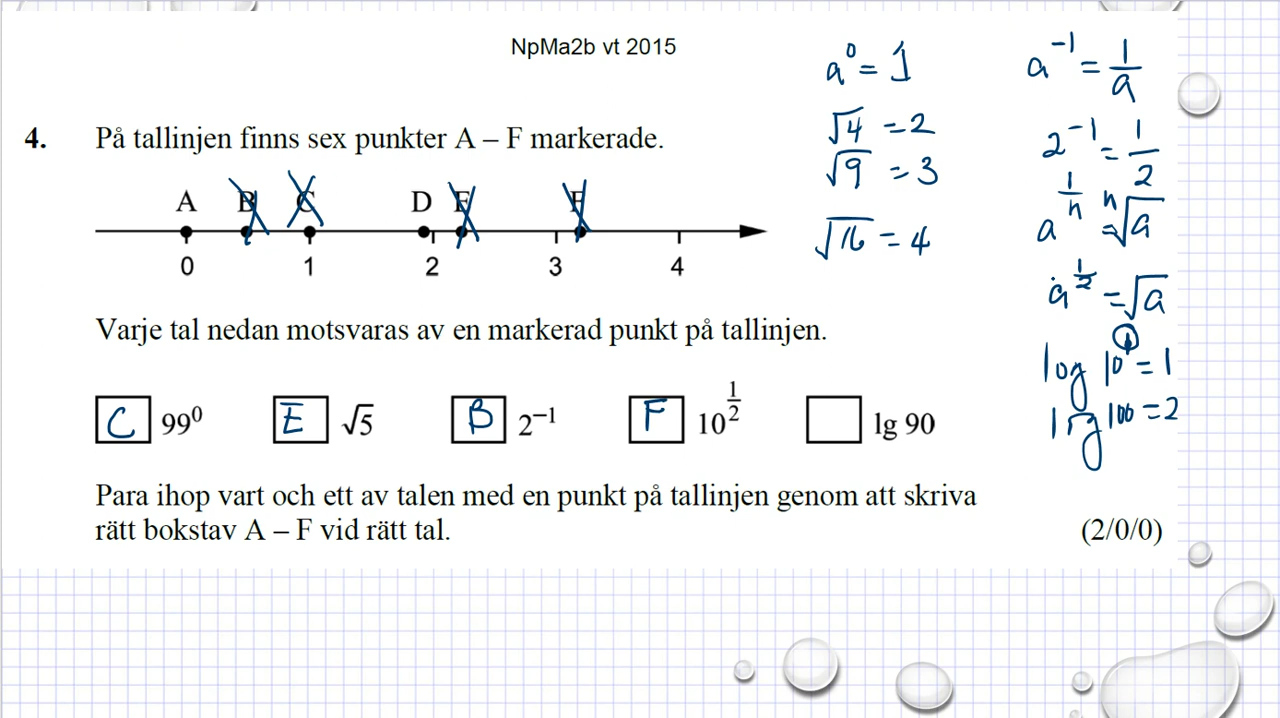 NpMa2b vt 2015
4. På tallinjen finns sex punkter A – F markerade.
A B C D E F
0 1 2 3 4
Varje tal nedan motsvaras av en markerad punkt på tallinjen.
C 99⁰ E √5 B 2⁻¹ F 10^(1/2) lg 90
Para ihop vart och ett av talen med en punkt på tallinjen genom att skriva
rätt bokstav A – F vid rätt tal. (2/0/0)
a⁰ = 1
√4 = 2
√9 = 3
√16 = 4
a⁻¹ = 1/a
2⁻¹ = 1/2
a^(1/n) = ⁿ√a
a^(1/2) = √a
log 10¹ = 1
log 100 = 2